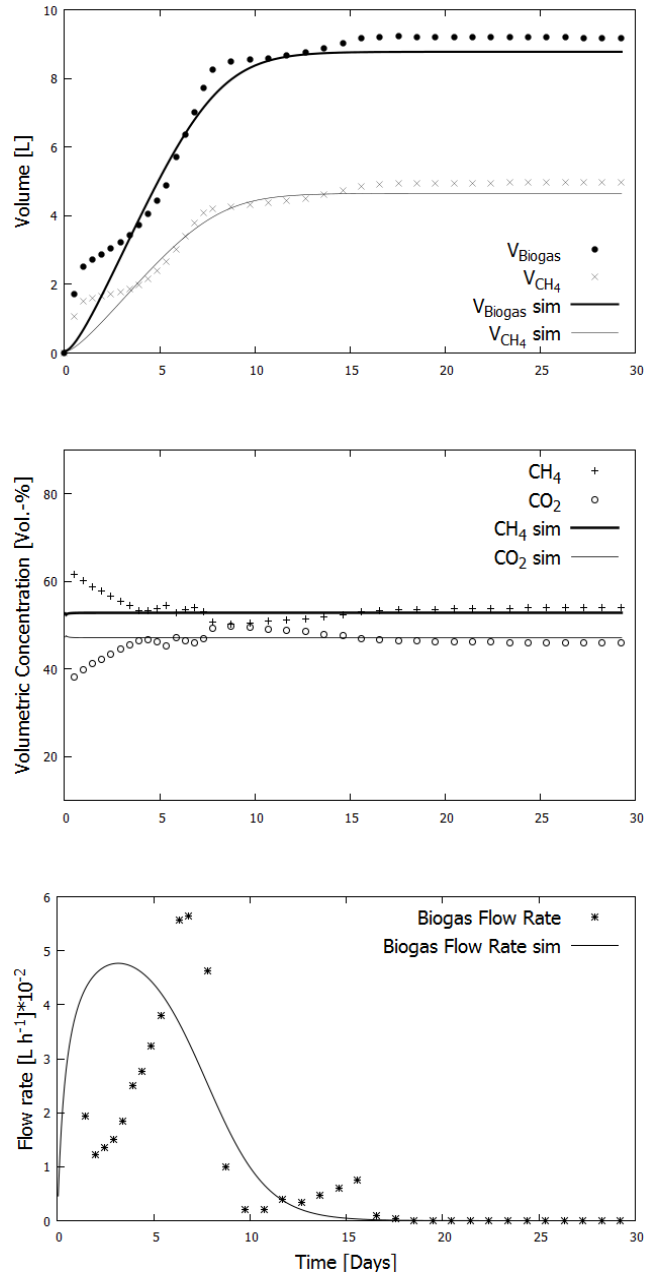 10
8
6
4
2
0
Volume [L]
V_Biogas
V_CH4
V_Biogas sim
V_CH4 sim
0 5 10 15 20 25 30
80
60
40
20
Volumetric Concentration [Vol.-%]
CH4
CO2
CH4 sim
CO2 sim
0 5 10 15 20 25 30
6
5
4
3
2
1
0
Flow rate [L h⁻¹]*10⁻²
Biogas Flow Rate
Biogas Flow Rate sim
0 5 10 15 20 25 30
Time [Days]